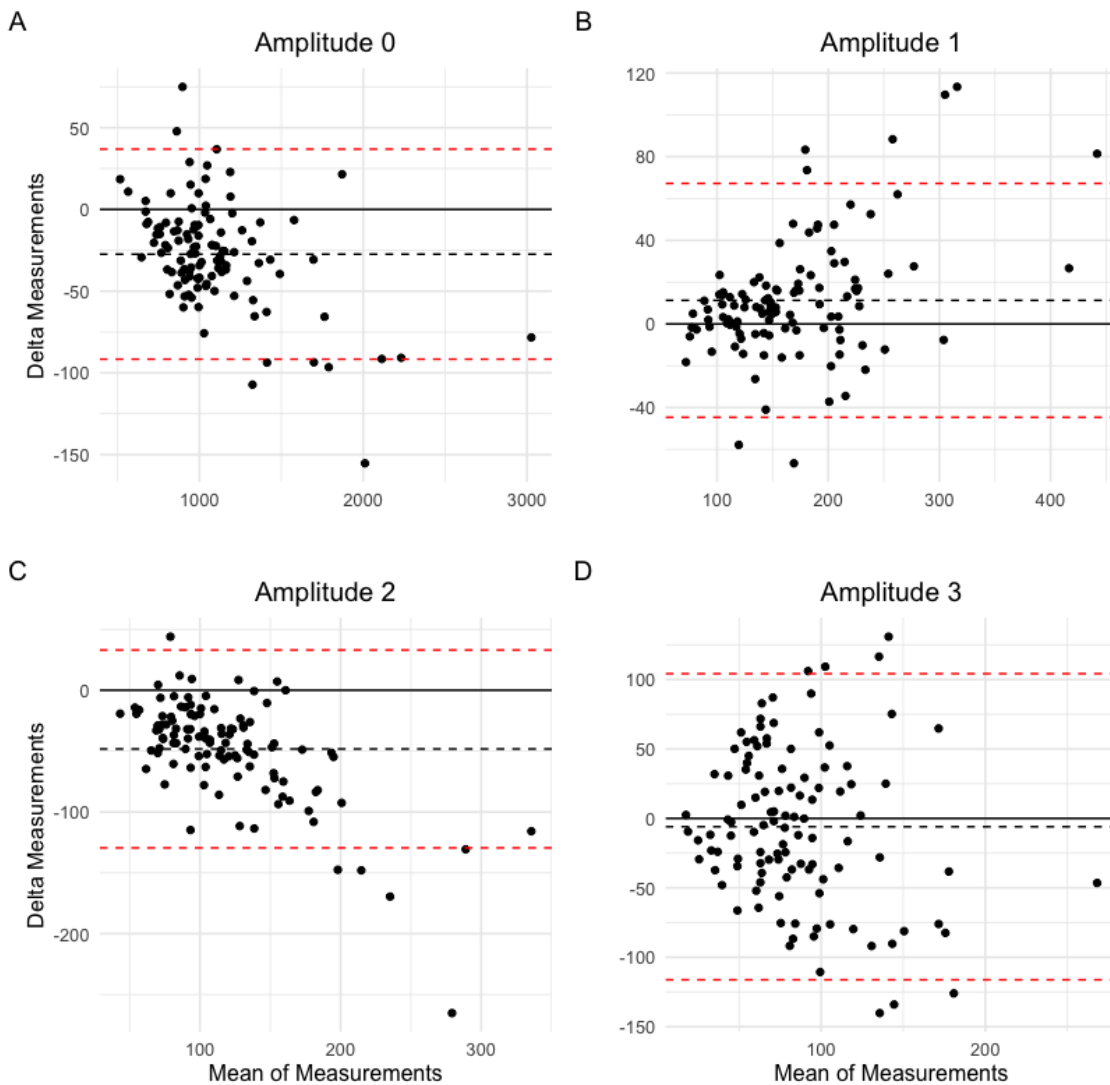 A
Amplitude 0
Delta Measurements
50
0
-50
-100
-150
1000
2000
3000
B
Amplitude 1
120
80
40
0
-40
100
200
300
400
C
Amplitude 2
Delta Measurements
0
-100
-200
100
200
300
Mean of Measurements
D
Amplitude 3
100
50
0
-50
-100
-150
100
200
Mean of Measurements